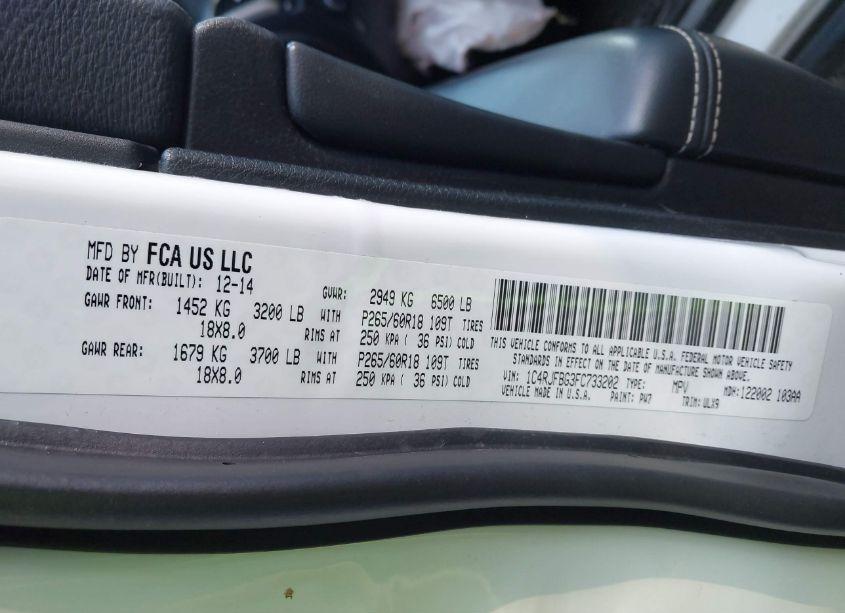 MFD BY FCA US LLC
DATE OF MFR(BUILT): 12-14
GVWR: 2949 KG 6500 LB
GAWR FRONT: 1452 KG 3200 LB WITH P265/60R18 109T TIRES
18X8.0 RIMS AT 250 KPA ( 36 PSI) COLD
GAWR REAR: 1679 KG 3700 LB WITH P265/60R18 109T TIRES
18X8.0 RIMS AT 250 KPA ( 36 PSI) COLD
THIS VEHICLE CONFORMS TO ALL APPLICABLE U.S.A. FEDERAL MOTOR VEHICLE SAFETY
STANDARDS IN EFFECT ON THE DATE OF MANUFACTURE SHOWN ABOVE.
VIN: 1C4RJFBG3FC733202 TYPE: MPV MDH:122002 103AA
VEHICLE MADE IN U.S.A. PAINT: PW7 TRIM:ULX9